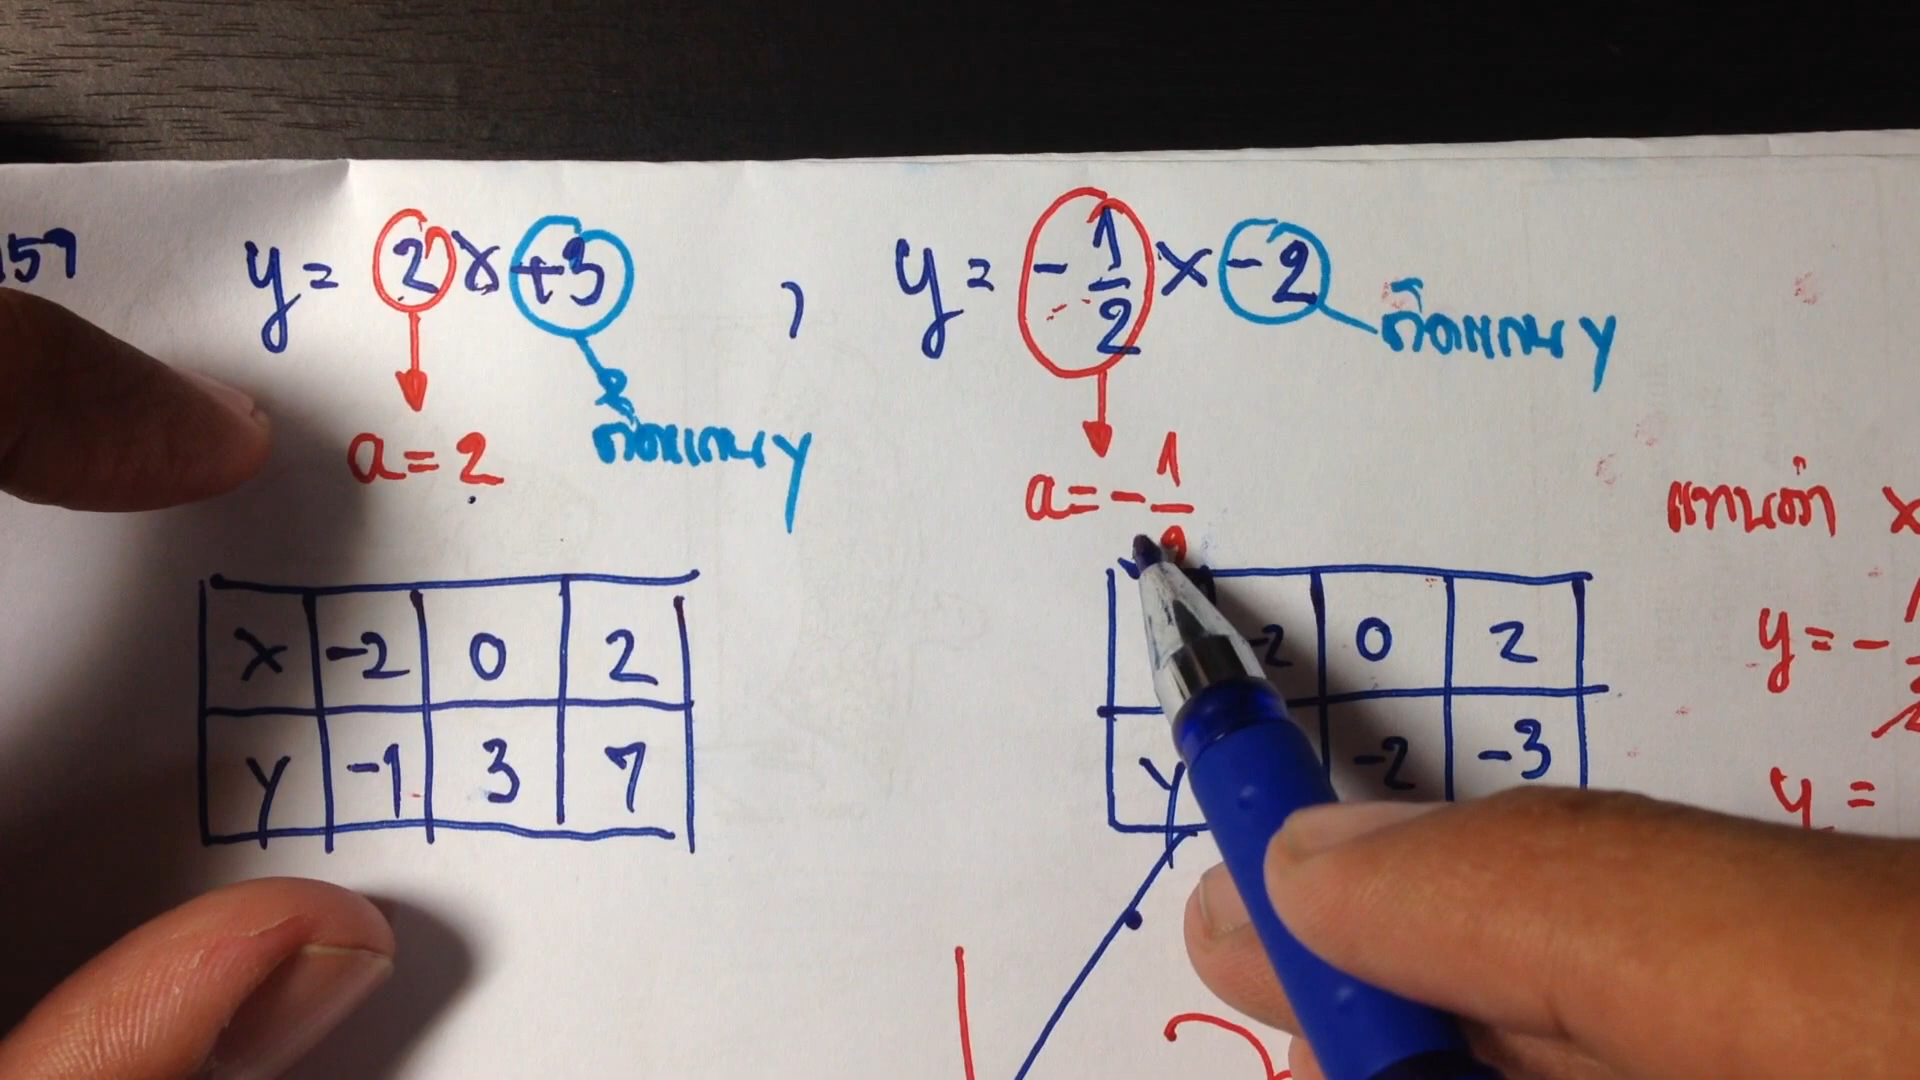 y = 2x +3 , y = -1/2 x -2
ตัดแกน y
a = 2
ตัดแกน y
a = -1/2
แทนค่า x
X -2 0 2
Y -1 3 7
-2 0 2
Y -2 -3
y = -
y =